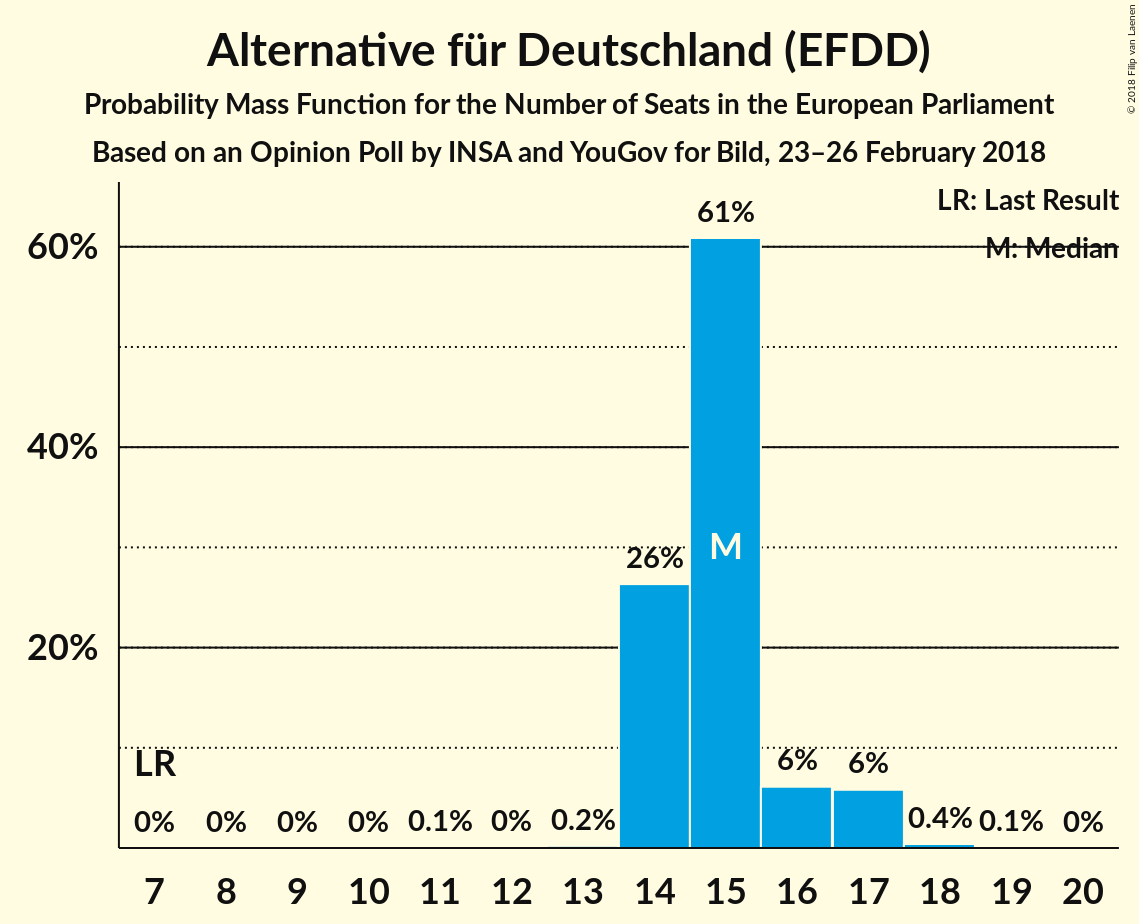 Alternative für Deutschland (EFDD)
Probability Mass Function for the Number of Seats in the European Parliament
Based on an Opinion Poll by INSA and YouGov for Bild, 23–26 February 2018
© 2018 Filip van Laenen
LR: Last Result
M: Median
61%
60%
40%
M
26%
20%
LR
6% 6%
0% 0% 0% 0% 0.1% 0% 0.2% 0.4% 0.1% 0%
7 8 9 10 11 12 13 14 15 16 17 18 19 20